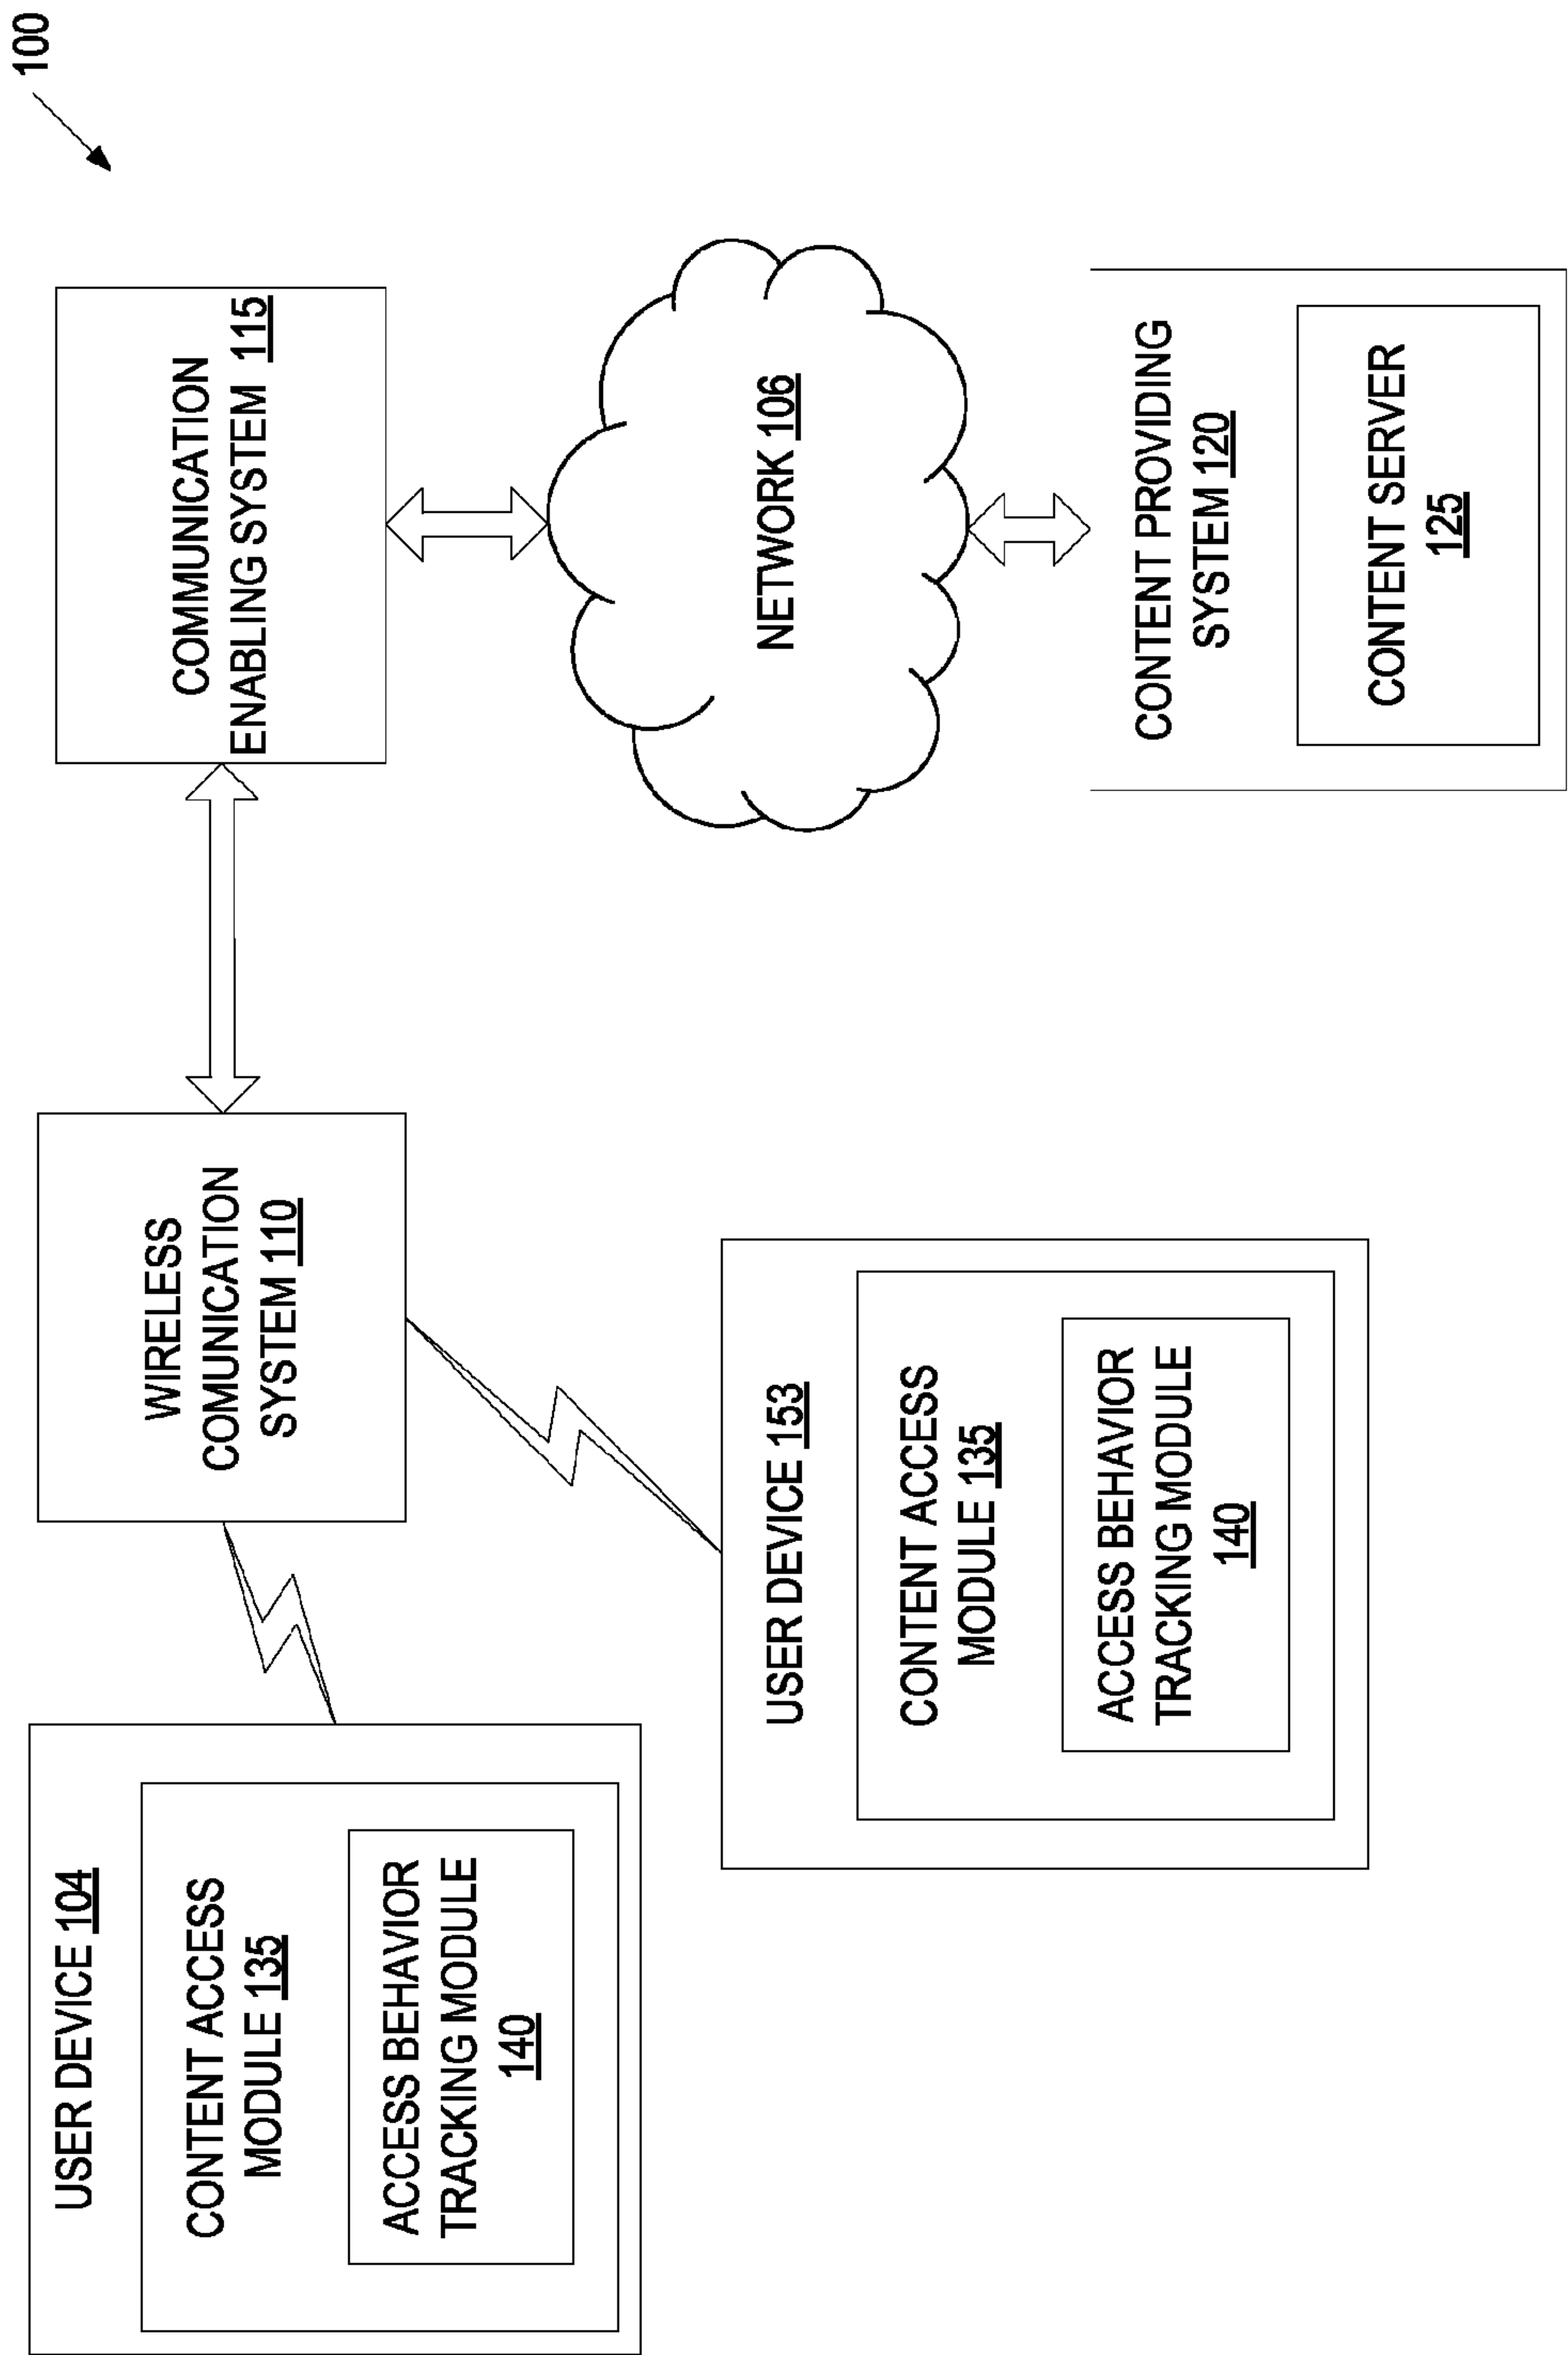 100
USER DEVICE 104
CONTENT ACCESS
MODULE 135
ACCESS BEHAVIOR
TRACKING MODULE
140
WIRELESS
COMUNICATION
SYSTEM 110
COMMUNICATION
ENABLING SYSTEM 115
USER DEVICE 153
CONTENT ACCESS
MODULE 135
ACCESS BEHAVIOR
TRACKING MODULE
140
NETWORK 106
CONTENT PROVIDING
SYSTEM 120
CONTENT SERVER
125